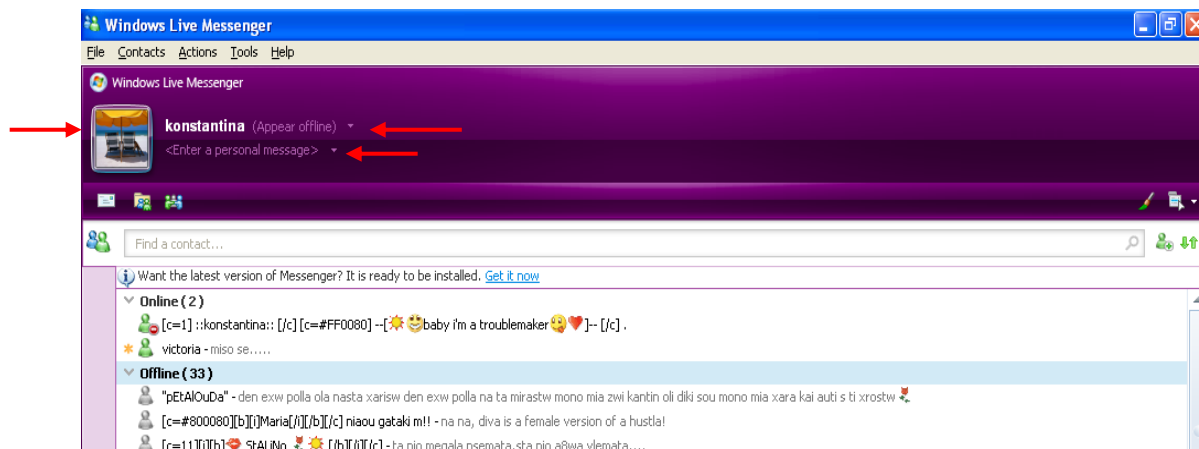 Windows Live Messenger
File Contacts Actions Tools Help
Windows Live Messenger
konstantina (Appear offline)
<Enter a personal message>
Find a contact...
Want the latest version of Messenger? It is ready to be installed. Get it now
Online ( 2 )
[c=1] ::konstantina:: [/c] [c=#FF0080] --[ baby i'm a troublemaker ]-- [/c] .
victoria - miso se.....
Offline ( 33 )
"pEtAlOuDa" - den exw polla ola nasta xarisw den exw polla na ta mirastw mono mia zwi kantin oli diki sou mono mia xara kai auti s ti xrostw
[c=#800080][b][i]Maria[/i][/b][/c] niaou gataki m!! - na na, diva is a female version of a hustla!
[c=11][i][b] StAliNo [/b][/i][/c] - ta pio megala psemata,sta pio a8wa vlemata....